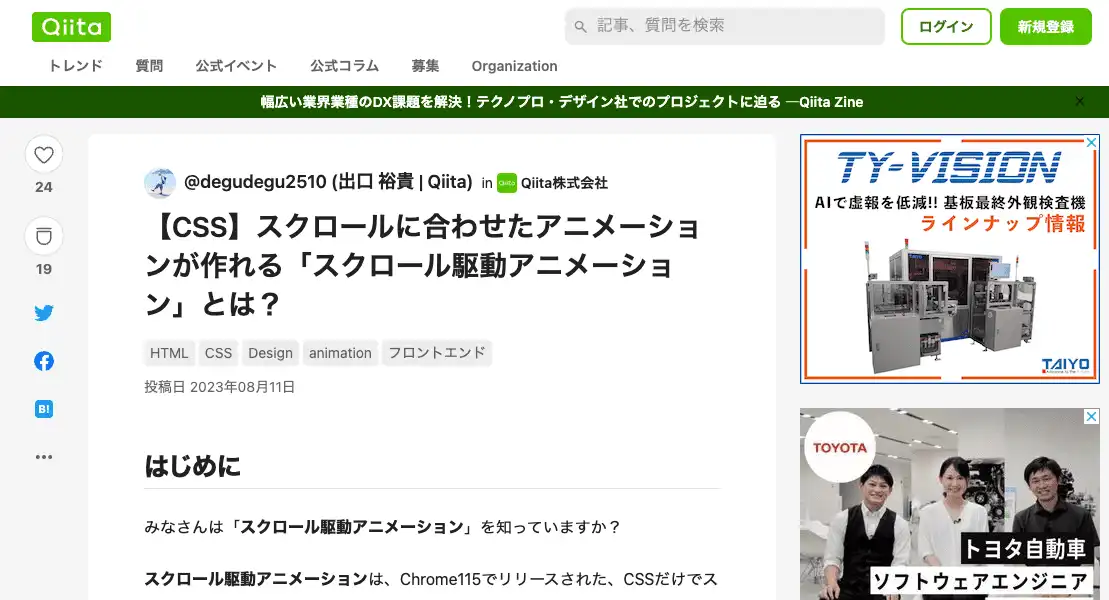 Qiita
記事、質問を検索
ログイン
新規登録
トレンド 質問 公式イベント 公式コラム 募集 Organization
幅広い業界業種のDX課題を解決！テクノプロ・デザイン社でのプロジェクトに迫る —Qiita Zine
24
19
B!
@degudegu2510 (出口 裕貴 | Qiita) in Qiita Qiita株式会社
【CSS】スクロールに合わせたアニメーショ
ンが作れる「スクロール駆動アニメーショ
ン」とは？
HTML CSS Design animation フロントエンド
投稿日 2023年08月11日
はじめに
みなさんは「スクロール駆動アニメーション」を知っていますか？
スクロール駆動アニメーションは、Chrome115でリリースされた、CSSだけでス
TY-VISION
AIで虚報を低減!! 基板最終外観検査機
ラインナップ情報
TAIYO
TOYOTA
トヨタ自動車
ソフトウェアエンジニア